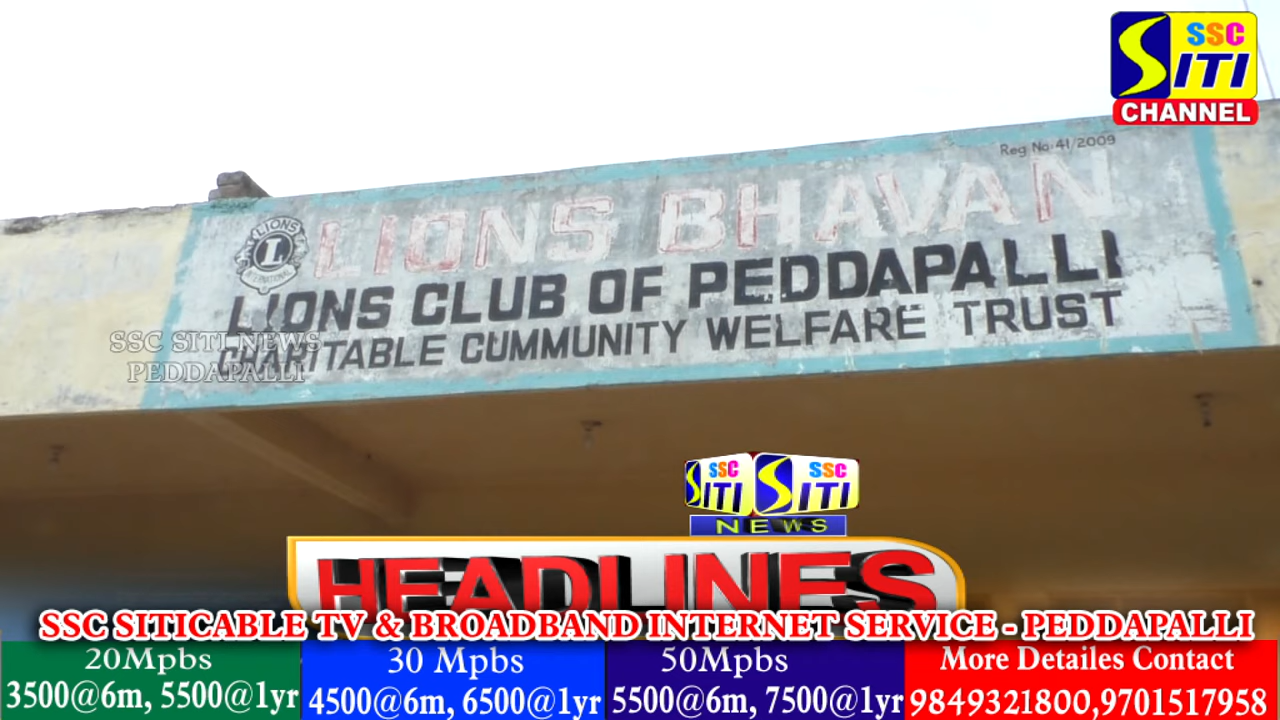 SSC
SITI
CHANNEL
Reg No:41/2009
LIONS BHAVAN
LIONS
L
INTERNATIONAL
LIONS CLUB OF PEDDAPALLI
CHARITABLE CUMMUNITY WELFARE TRUST
SSC SITI NEWS
PEDDAPALLI
SSC SSC
SITI SITI
NEWS
HEADLINES
SSC SITICABLE TV & BROADBAND INTERNET SERVICE - PEDDAPALLI
20Mpbs 30 Mpbs 50Mpbs More Detailes Contact
3500@6m, 5500@1yr 4500@6m, 6500@1yr 5500@6m, 7500@1yr 9849321800,9701517958